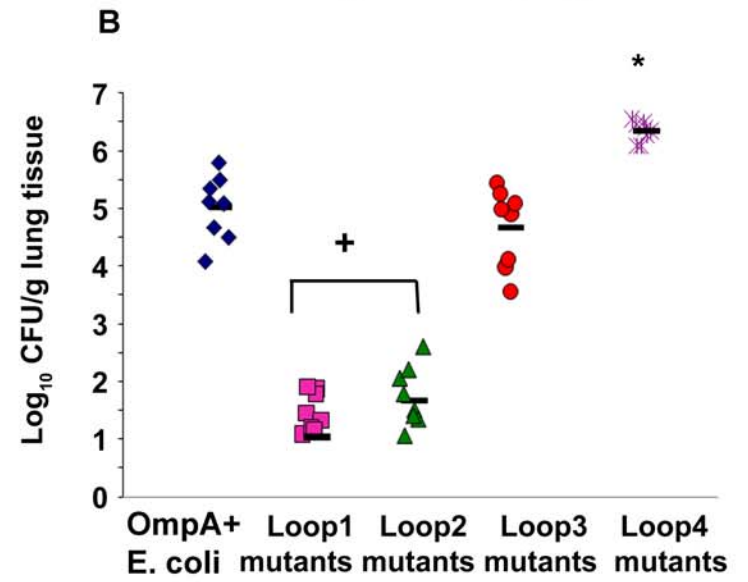 B
*
7
6
5
4
3
2
1
0
+
Log10 CFU/g lung tissue
OmpA+ Loop1 Loop2 Loop3 Loop4
E. coli mutants mutants mutants mutants